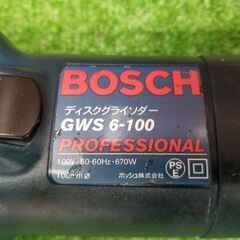 BOSCH
ディスクグラインダー
GWS 6-100
PROFESSIONAL
100V・50-60Hz・670W
100mm ø
PS E
ボッシュ株式会社